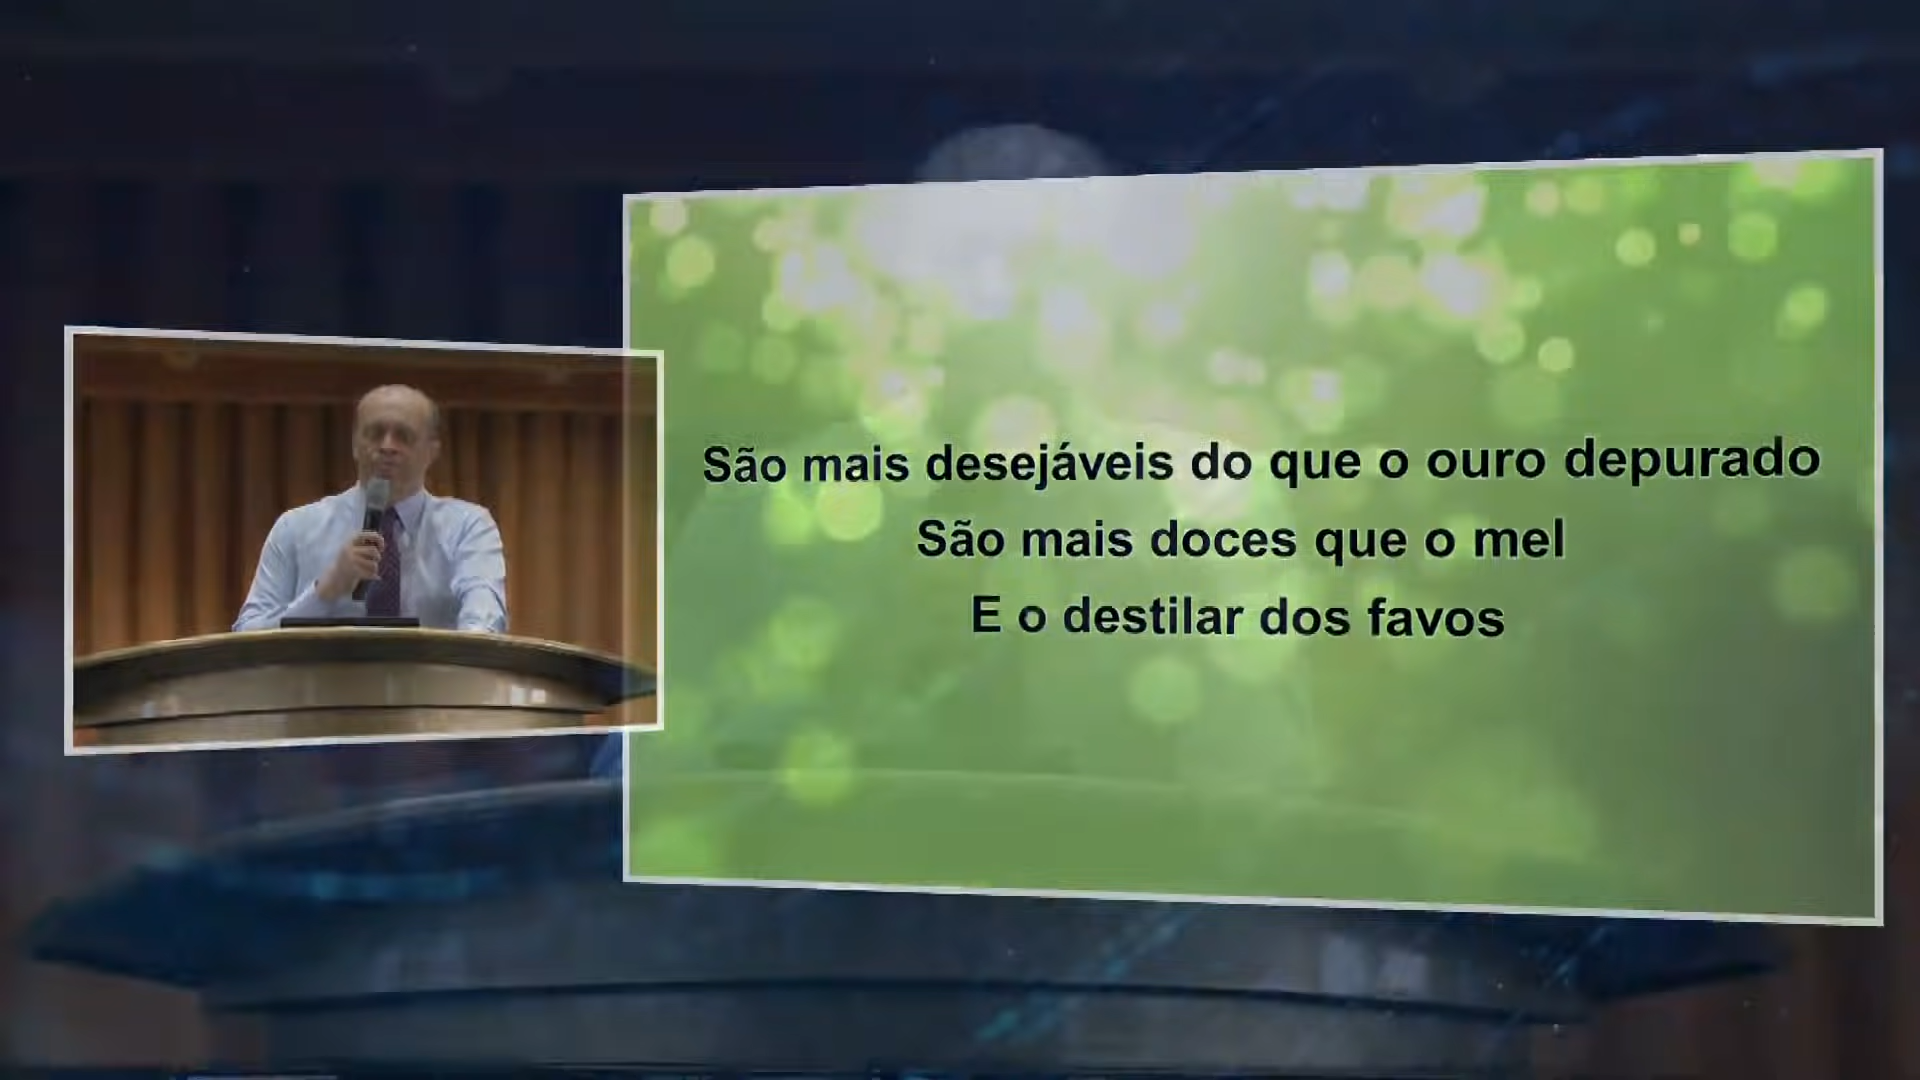 São mais desejáveis do que o ouro depurado
São mais doces que o mel
E o destilar dos favos